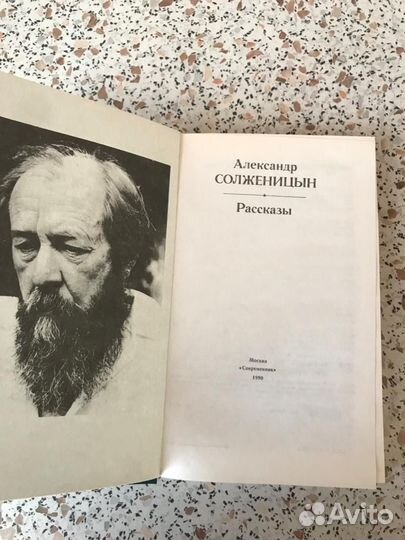 Александр
СОЛЖЕНИЦЫН
Рассказы
Москва
«Современник»
1990
Avito